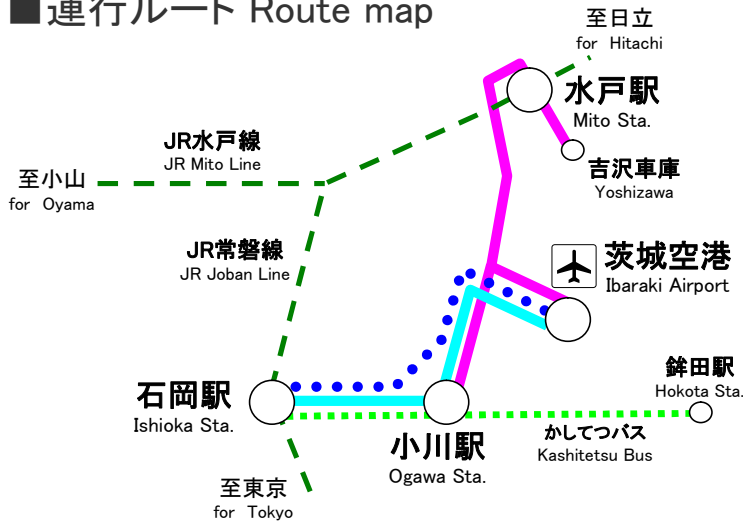 ■運行ルート Route map
至日立
for Hitachi
水戸駅
Mito Sta.
JR水戸線
JR Mito Line
吉沢車庫
Yoshizawa
至小山
for Oyama
JR常磐線
JR Joban Line
茨城空港
Ibaraki Airport
鉾田駅
Hokota Sta.
石岡駅
Ishioka Sta.
かしてつバス
Kashitetsu Bus
小川駅
Ogawa Sta.
至東京
for Tokyo